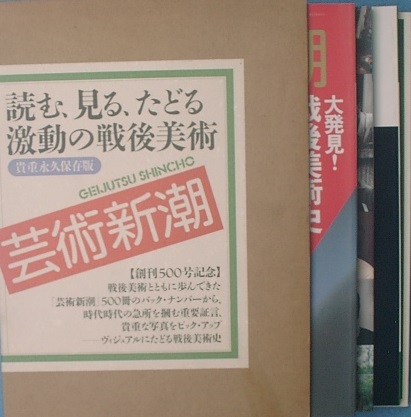 読む、見る、たどる
激動の戦後美術
貴重永久保存版
GEIJUTSU SHINCHO
芸術新潮
【創刊500号記念】
戦後美術とともに歩んできた
「芸術新潮」500冊のバック・ナンバーから、
時代時代の急所を掴む重要証言、
貴重な写真をピック・アップ
──ヴィジュアルにたどる戦後美術史
潮
大発見!
戦後美術史